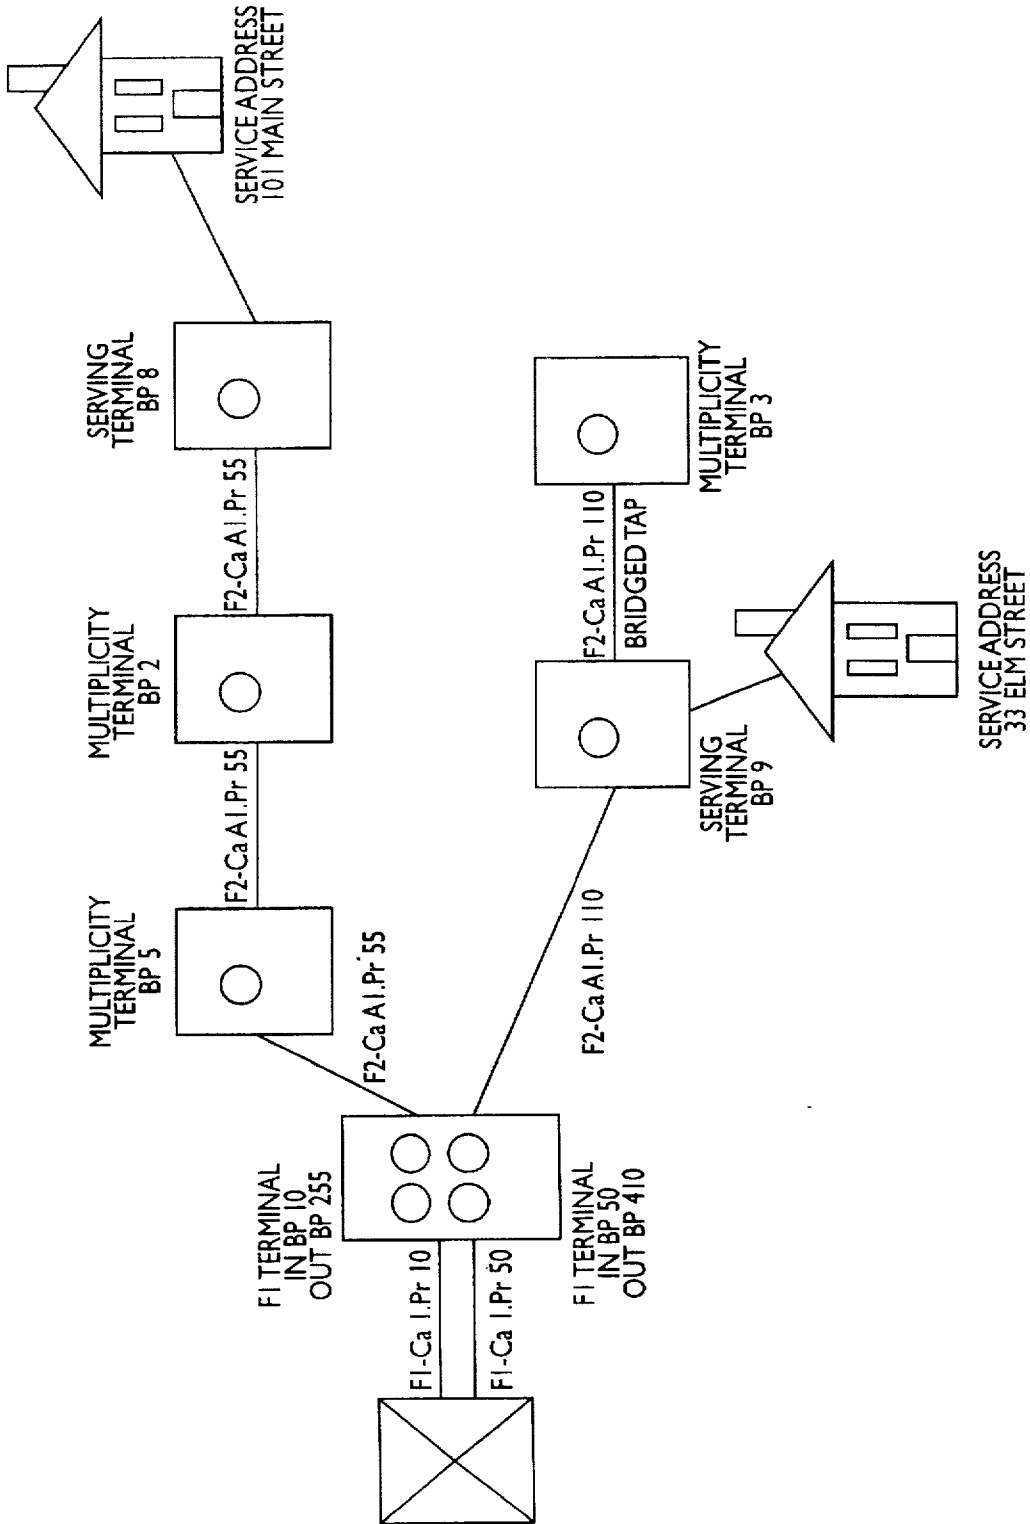 MULTIPLICITY
TERMINAL
BP 5
MULTIPLICITY
TERMINAL
BP 2
SERVING
TERMINAL
BP 8
F2-Ca A1.Pr 55
F2-Ca A1.Pr 55
SERVICE ADDRESS
101 MAIN STREET
F1 TERMINAL
IN BP 10
OUT BP 255
F2-Ca A1.Pr 55
F1-Ca 1.Pr 10
F1-Ca 1.Pr 50
F1 TERMINAL
IN BP 50
OUT BP 410
F2-Ca A1.Pr 110
F2-Ca A1.Pr 110
BRIDGED TAP
SERVING
TERMINAL
BP 9
MULTIPLICITY
TERMINAL
BP 3
SERVICE ADDRESS
33 ELM STREET